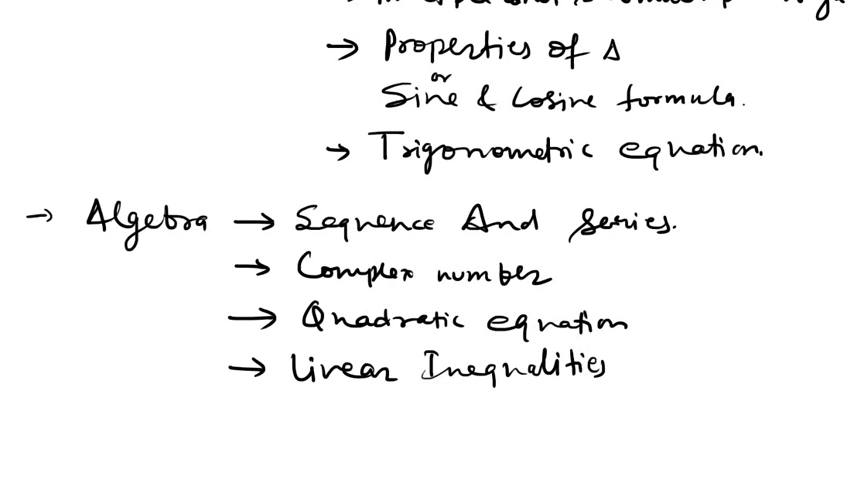 → Properties of Δ
or
Sine & Cosine formula.
→ Trigonometric equation.
→ Algebra → Sequence And Series.
→ Complex number
→ Quadratic equation
→ Linear Inequalities